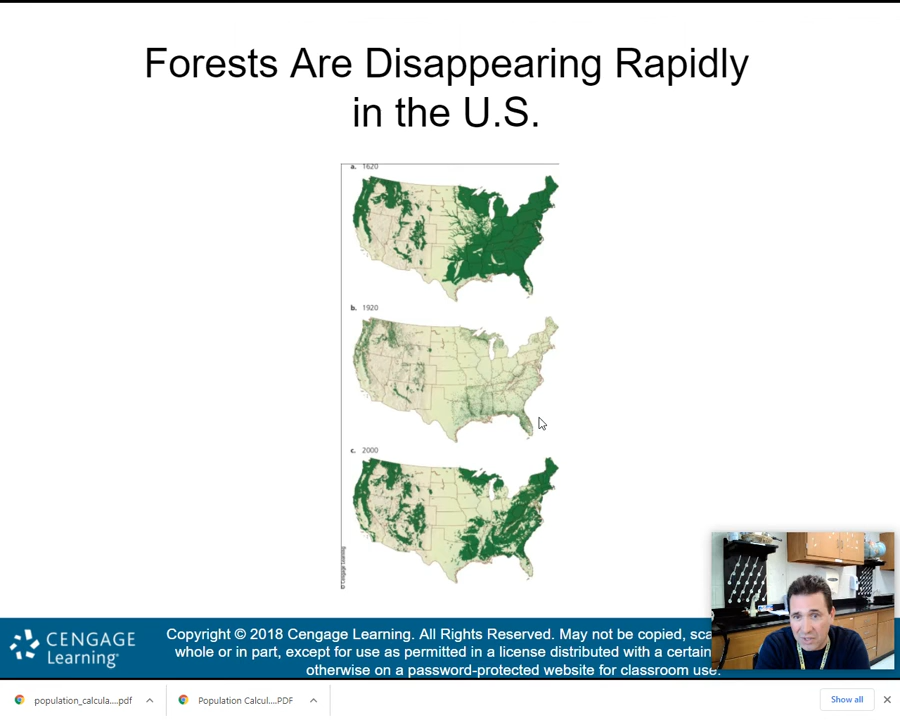 Forests Are Disappearing Rapidly
in the U.S.
a. 1620
b. 1920
c. 2000
© Cengage Learning
CENGAGE
Learning
Copyright © 2018 Cengage Learning. All Rights Reserved. May not be copied, sca
whole or in part, except for use as permitted in a license distributed with a certain
otherwise on a password-protected website for classroom use.
population_calcula....pdf
Population Calcul....PDF
Show all